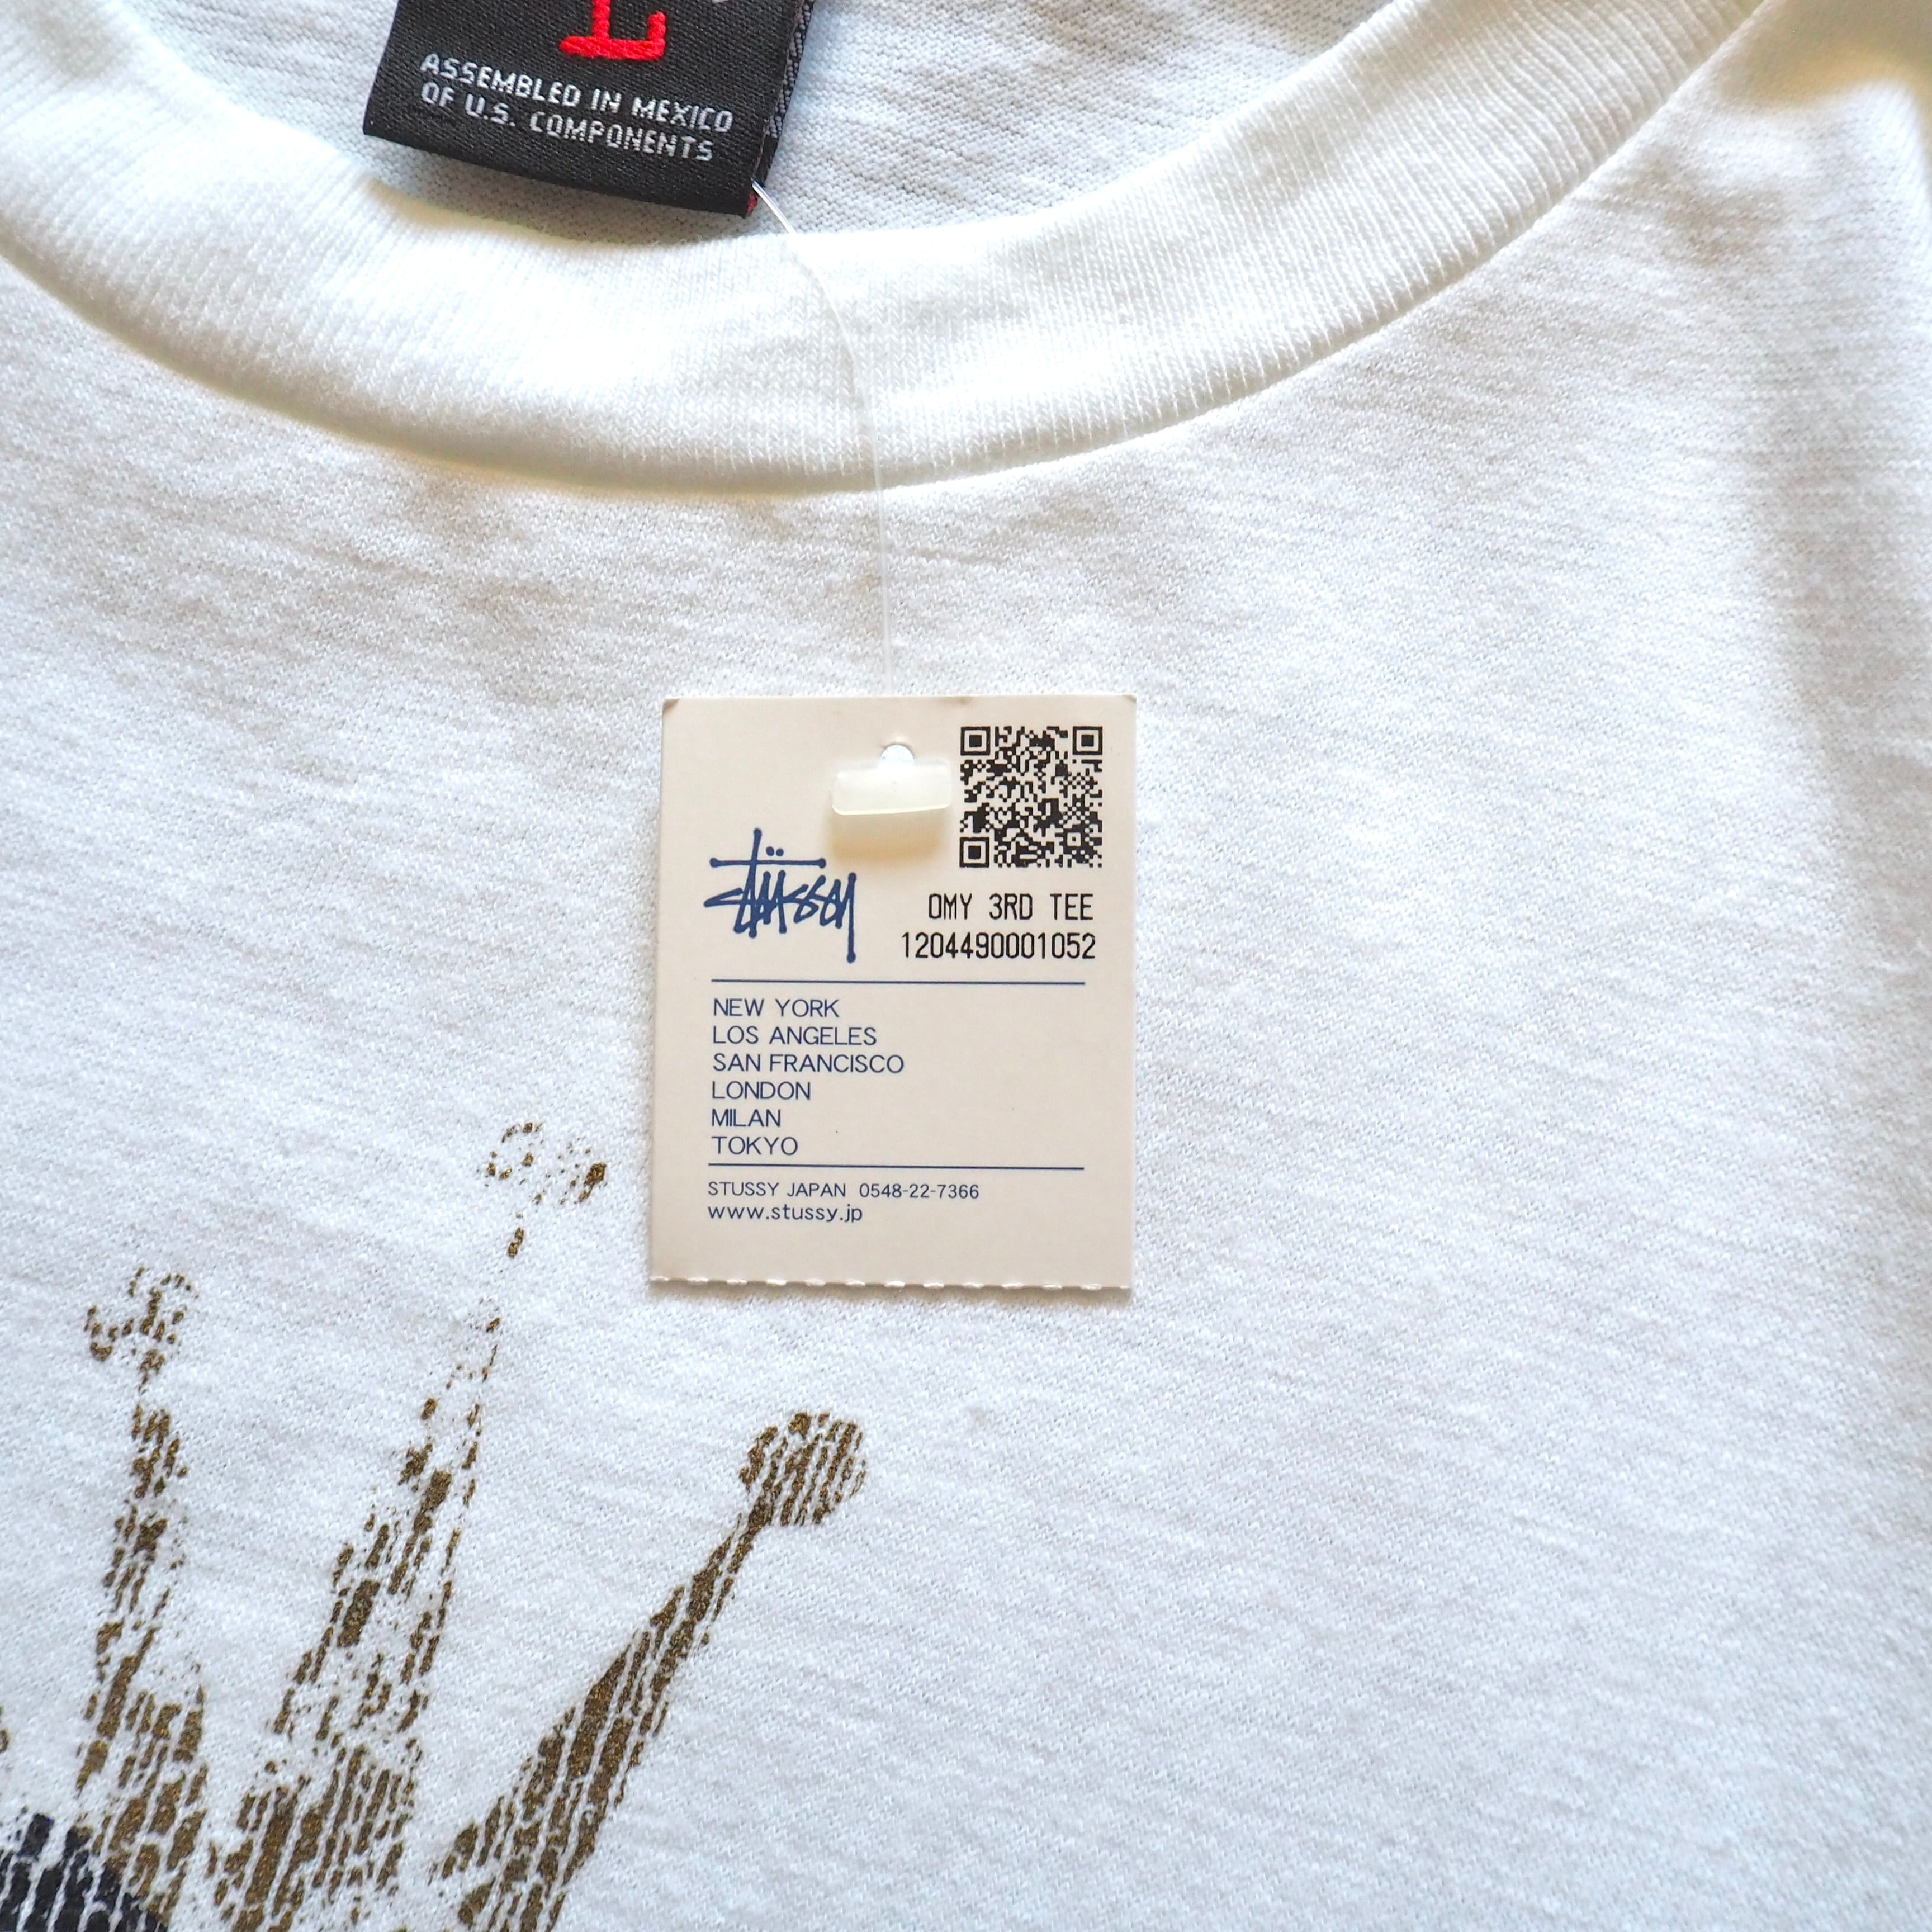 L
ASSEMBLED IN MEXICO
OF U.S. COMPONENTS
Stüssy
OMY 3RD TEE
1204490001052
NEW YORK
LOS ANGELES
SAN FRANCISCO
LONDON
MILAN
TOKYO
STUSSY JAPAN 0548-22-7366
www.stussy.jp